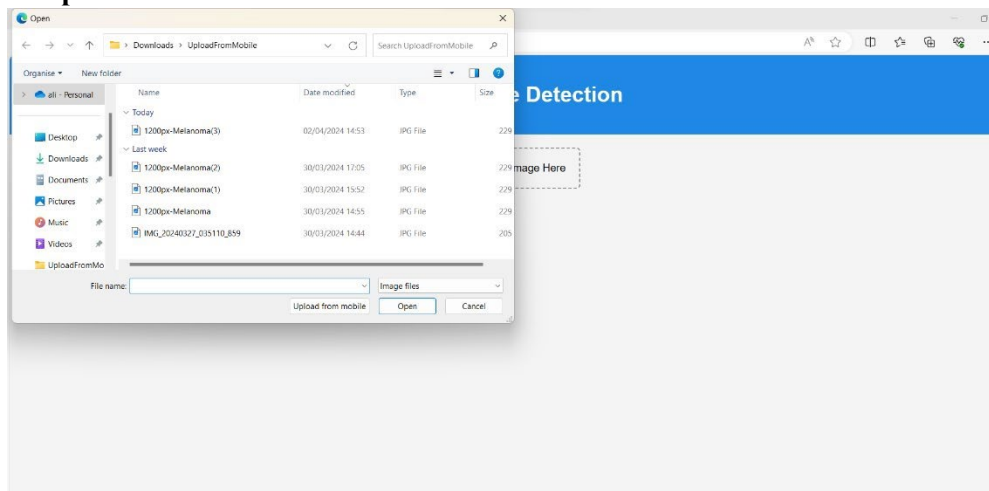 Open
Downloads > UploadFromMobile
Search UploadFromMobile
Organise
New folder
e Detection
ali - Personal
Name Date modified Type Size
Today
1200px-Melanoma(3) 02/04/2024 14:53 JPG File 229
Last week
1200px-Melanoma(2) 30/03/2024 17:05 JPG File 229
1200px-Melanoma(1) 30/03/2024 15:52 JPG File 229
1200px-Melanoma 30/03/2024 14:55 JPG File 229
IMG_20240327_035110_859 30/03/2024 14:44 JPG File 205
Desktop
Downloads
Documents
Pictures
Music
Videos
UploadFromMo
mage Here
File name:
Image files
Upload from mobile Open Cancel